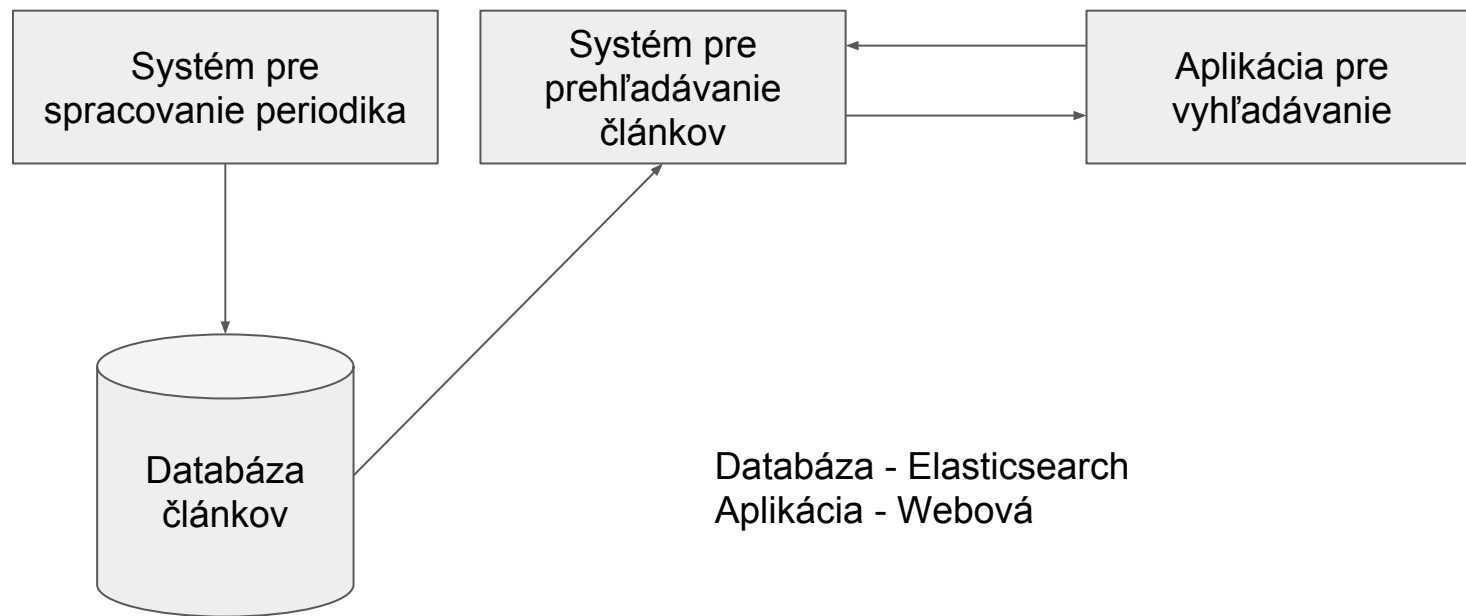 Systém pre
spracovanie periodika
Systém pre
prehľadávanie
článkov
Aplikácia pre
vyhľadávanie
Databáza
článkov
Databáza - Elasticsearch
Aplikácia - Webová